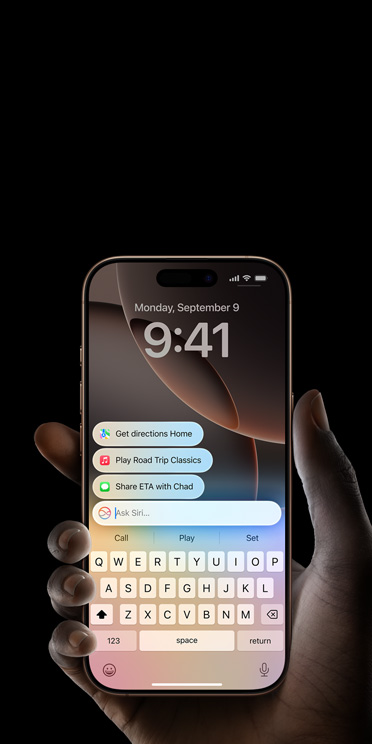 Monday, September 9
9:41
Get directions Home
Play Road Trip Classics
Share ETA with Chad
Ask Siri...
Call Play Set
Q W E R T Y U I O P
A S D F G H J K L
Z X C V B N M
123 space return